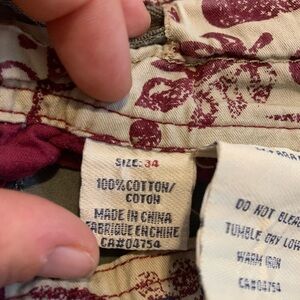 SIZE: 34
100%COTTON/
COTON
MADE IN CHINA
FABRIQUE EN CHINE
CA#04754
DO NOT BLEA
TUMBLE DRY LOW
WARM IRON
CA#04754